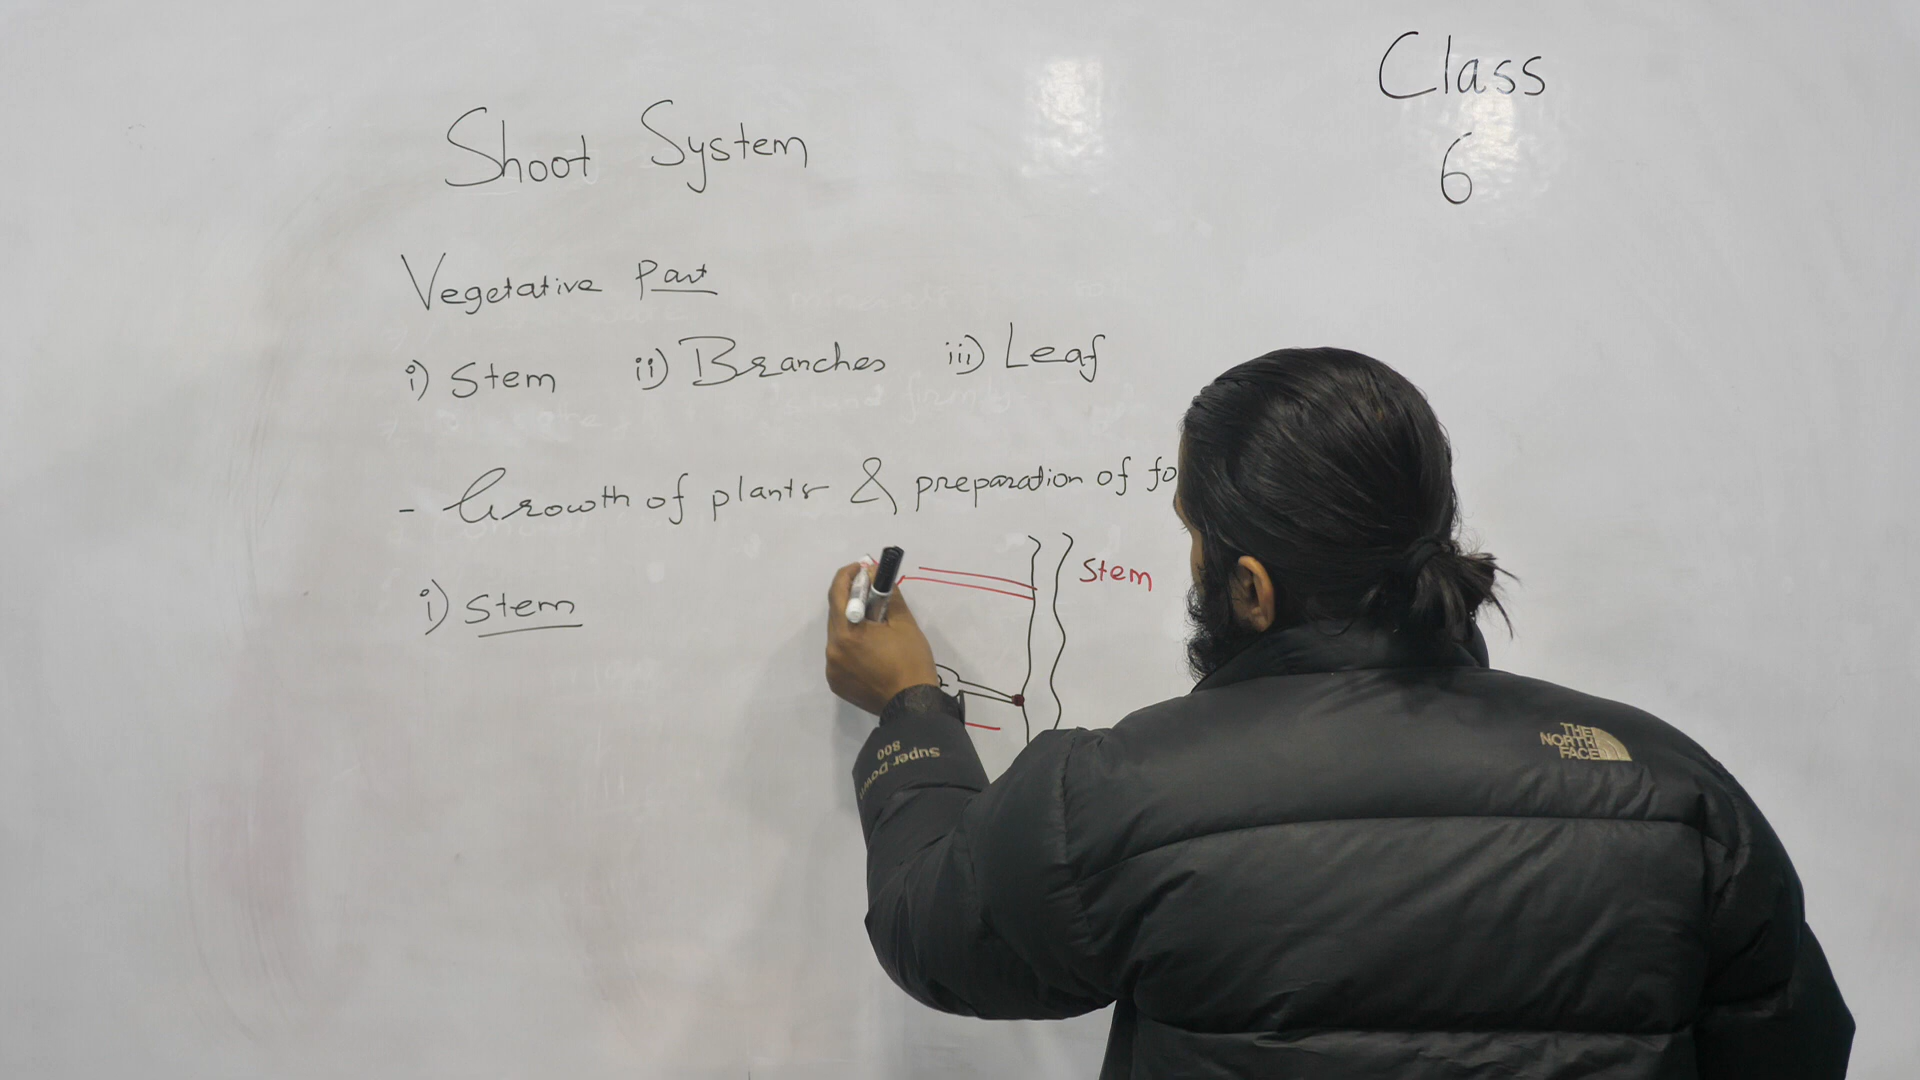 Class
6
Shoot System
Vegetative Part
i) Stem ii) Branches iii) Leaf
- Growth of plants & preparation of fo
i) Stem
Stem
THE
NORTH
FACE
800
Super Down